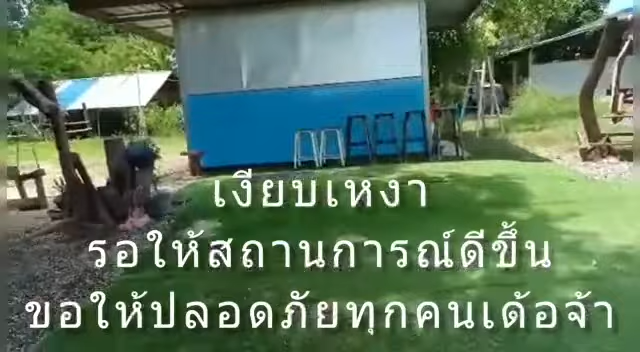 เงียบเหงา
รอให้สถานการณ์ดีขึ้น
ขอให้ปลอดภัยทุกคนเด้อจ้า